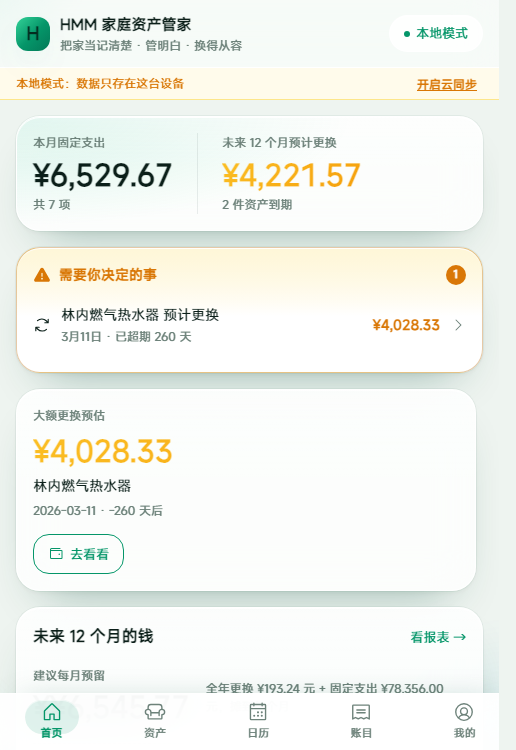 H
HMM 家庭资产管家
把家当记清楚 · 管明白 · 换得从容
本地模式
本地模式：数据只存在这台设备
开启云同步
本月固定支出
¥6,529.67
共 7 项
未来 12 个月预计更换
¥4,221.57
2 件资产到期
需要你决定的事
1
林内燃气热水器 预计更换
3月11日 · 已超期 260 天
¥4,028.33
大额更换预估
¥4,028.33
林内燃气热水器
2026-03-11 · -260 天后
去看看
未来 12 个月的钱
看报表 →
建议每月预留
全年更换 ¥193.24 元 + 固定支出 ¥78,356.00
首页
资产
日历
账目
我的